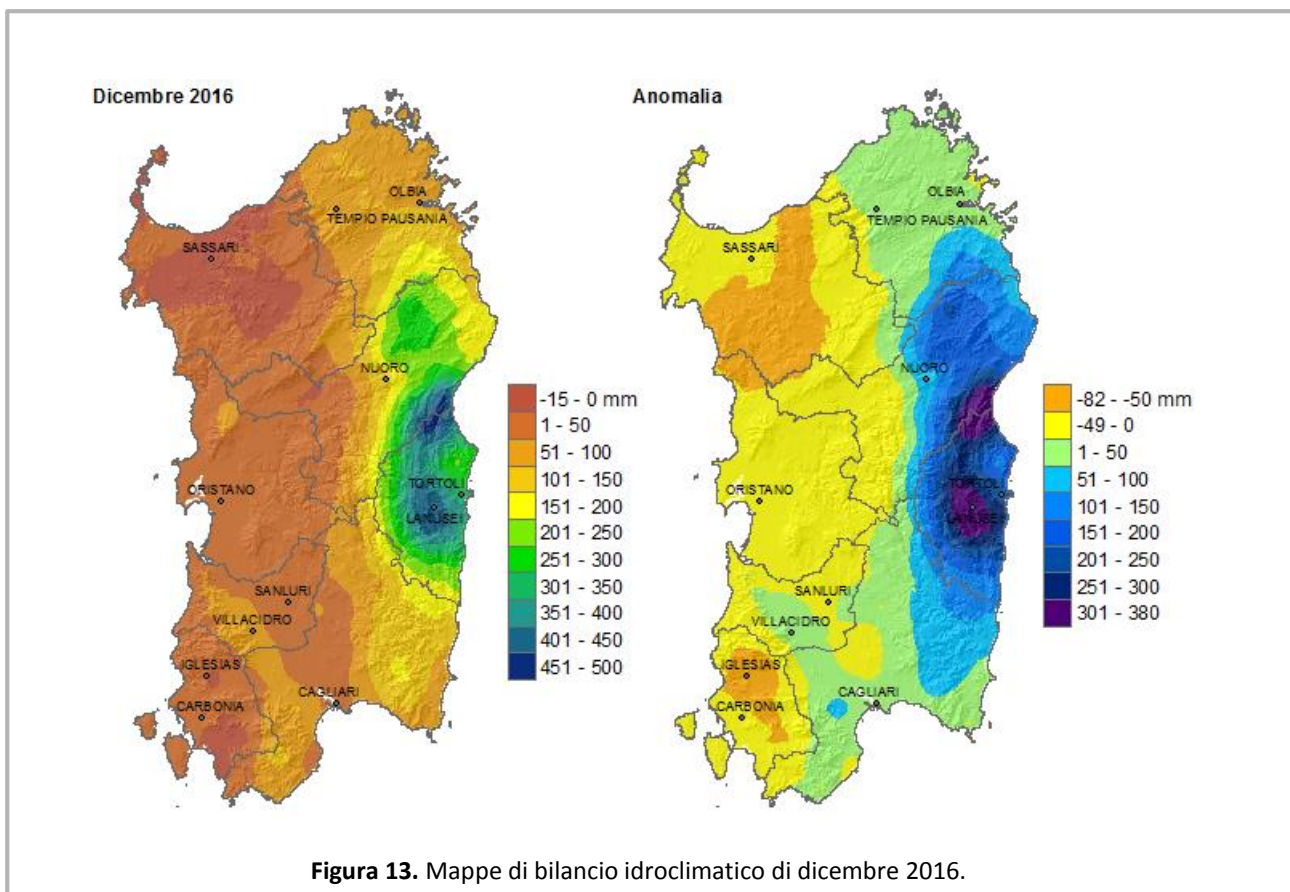 Dicembre 2016
OLBIA
TEMPIO PAUSANIA
SASSARI
NUORO
ORISTANO
TORTOLI
LANUSEI
SANLURI
VILLACIDRO
IGLESIAS
CAGLIARI
CARBONIA
-15 - 0 mm
1 - 50
51 - 100
101 - 150
151 - 200
201 - 250
251 - 300
301 - 350
351 - 400
401 - 450
451 - 500
Anomalia
OLBIA
TEMPIO PAUSANIA
SASSARI
NUORO
ORISTANO
TORTOLI
LANUSEI
SANLURI
VILLACIDRO
IGLESIAS
CAGLIARI
CARBONIA
-82 - -50 mm
-49 - 0
1 - 50
51 - 100
101 - 150
151 - 200
201 - 250
251 - 300
301 - 380
Figura 13. Mappe di bilancio idroclimatico di dicembre 2016.